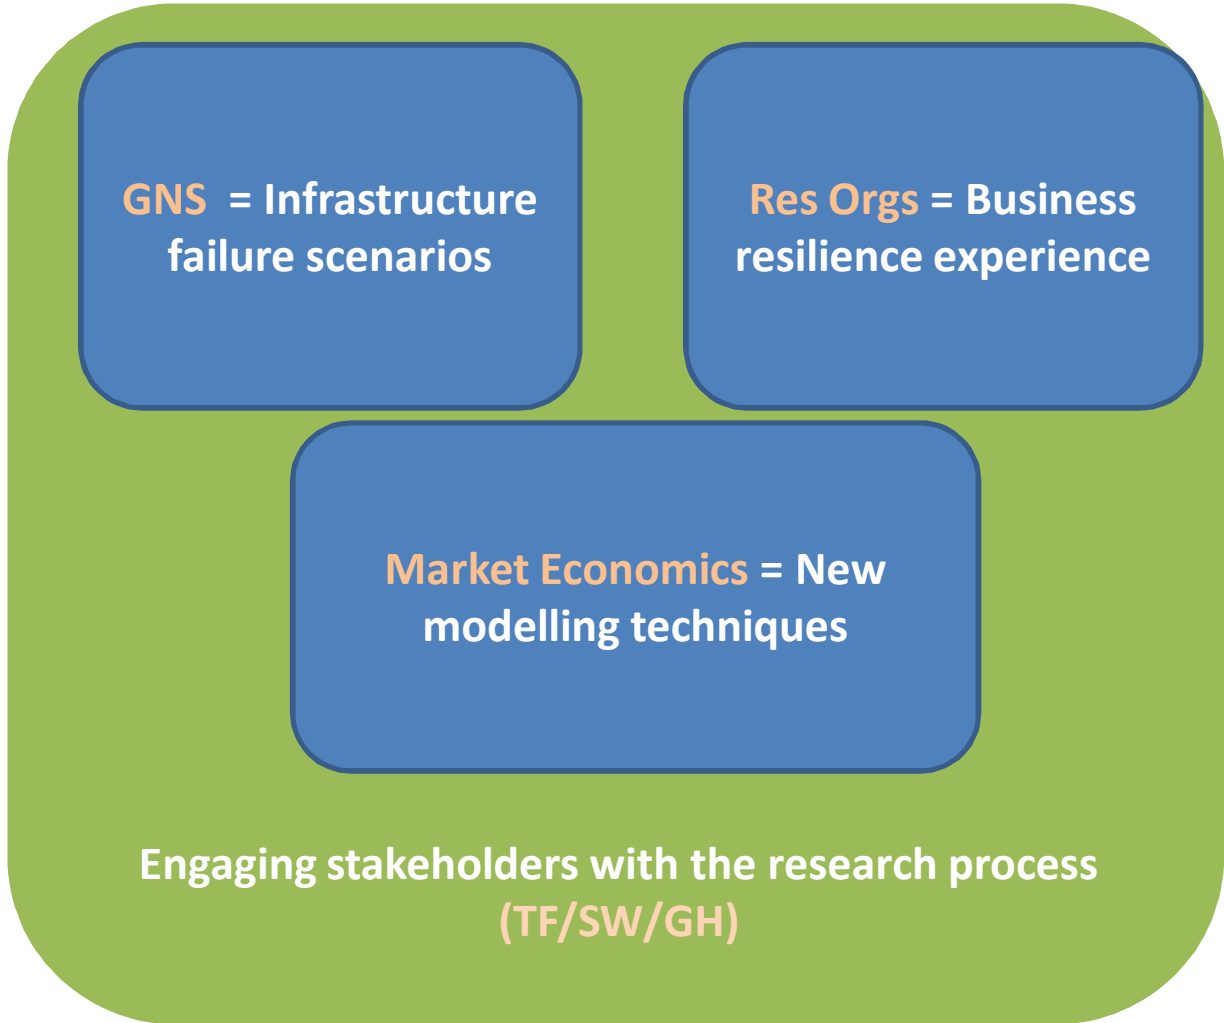 GNS  = Infrastructure
failure scenarios
Res Orgs = Business
resilience experience
Market Economics = New
modelling techniques
Engaging stakeholders with the research process
(TF/SW/GH)